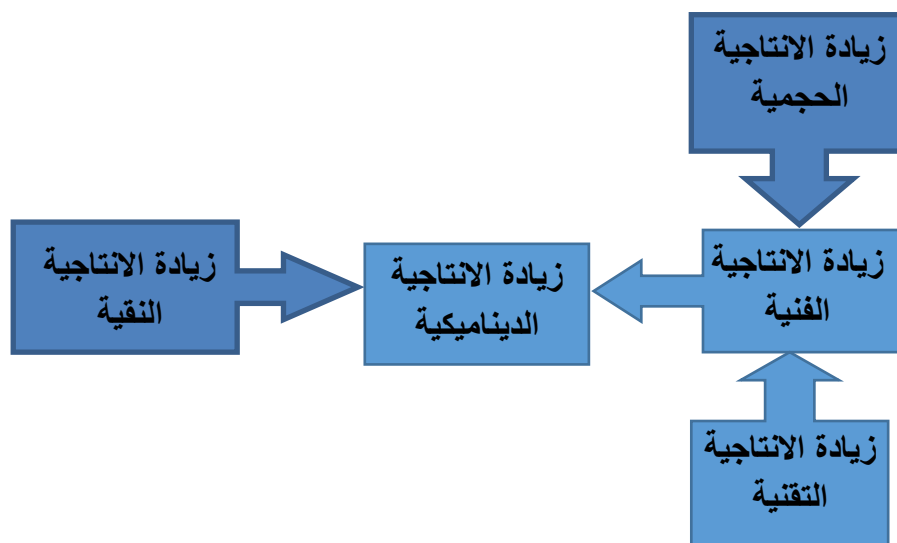 زيادة الانتاجية
الحجمية
زيادة الانتاجية
الفنية
زيادة الانتاجية
الديناميكية
زيادة الانتاجية
النقية
زيادة الانتاجية
التقنية